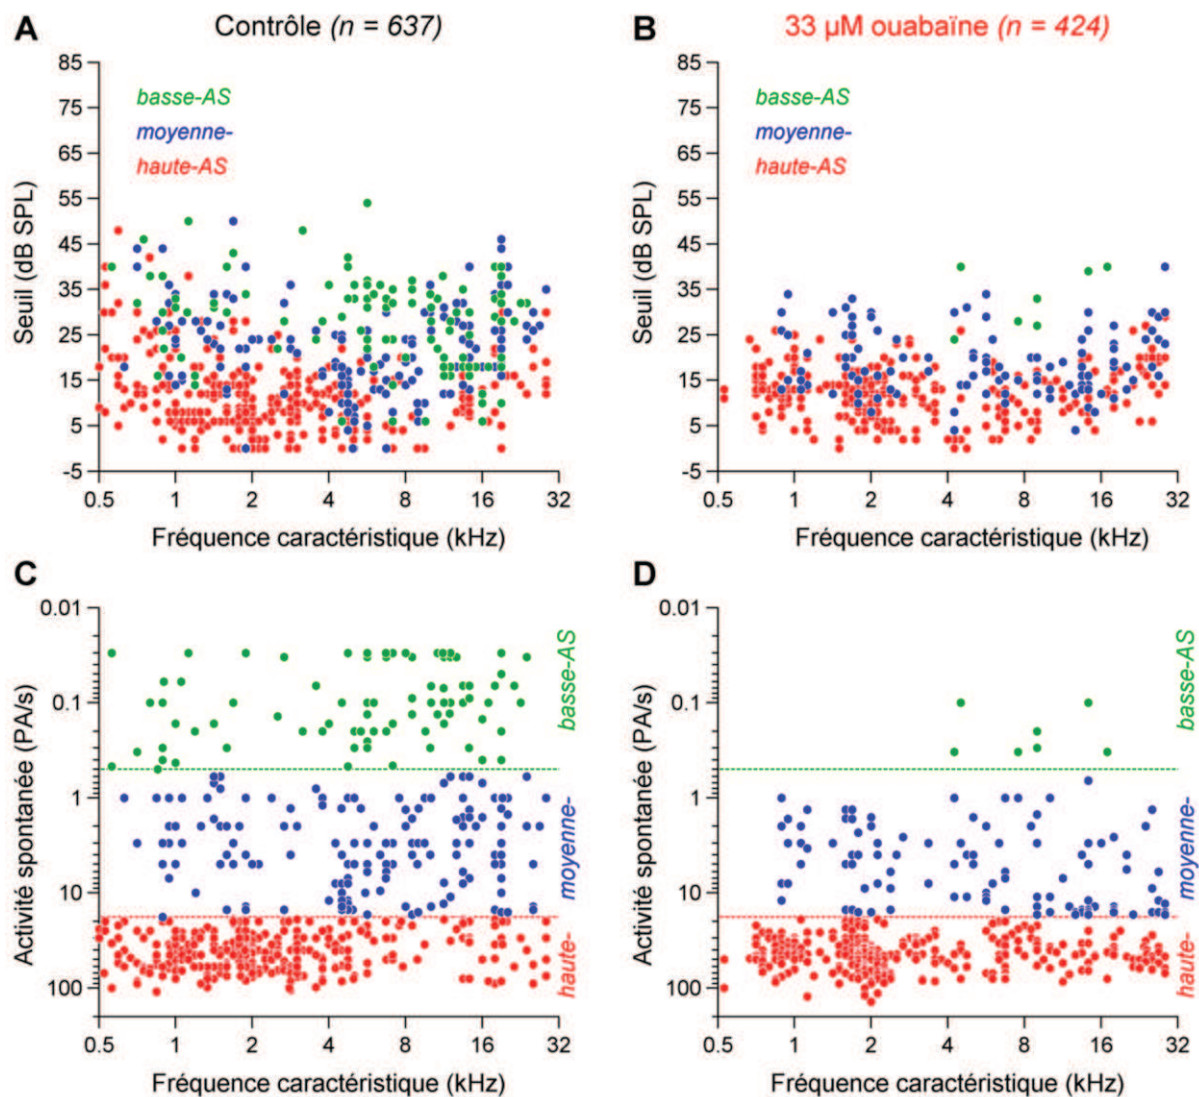 A
Contrôle (n = 637)
B
33 µM ouabaïne (n = 424)
Seuil (dB SPL)
85
75
65
55
45
35
25
15
5
-5
basse-AS
moyenne-
haute-AS
0.5 1 2 4 8 16 32
Fréquence caractéristique (kHz)
Seuil (dB SPL)
85
75
65
55
45
35
25
15
5
-5
basse-AS
moyenne-
haute-AS
0.5 1 2 4 8 16 32
Fréquence caractéristique (kHz)
C
Activité spontanée (PA/s)
0.01
0.1
1
10
100
basse-AS
moyenne-
haute-
0.5 1 2 4 8 16 32
Fréquence caractéristique (kHz)
D
Activité spontanée (PA/s)
0.01
0.1
1
10
100
basse-AS
moyenne-
haute-
0.5 1 2 4 8 16 32
Fréquence caractéristique (kHz)